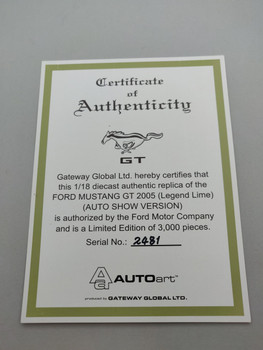 Certificate
of
Authenticity
GT
Gateway Global Ltd. hereby certifies that
this 1/18 diecast authentic replica of the
FORD MUSTANG GT 2005 (Legend Lime)
(AUTO SHOW VERSION)
is authorized by the Ford Motor Company
and is a Limited Edition of 3,000 pieces.
Serial No.: 2481
AA AUTOart™
GATEWAY GLOBAL LTD.